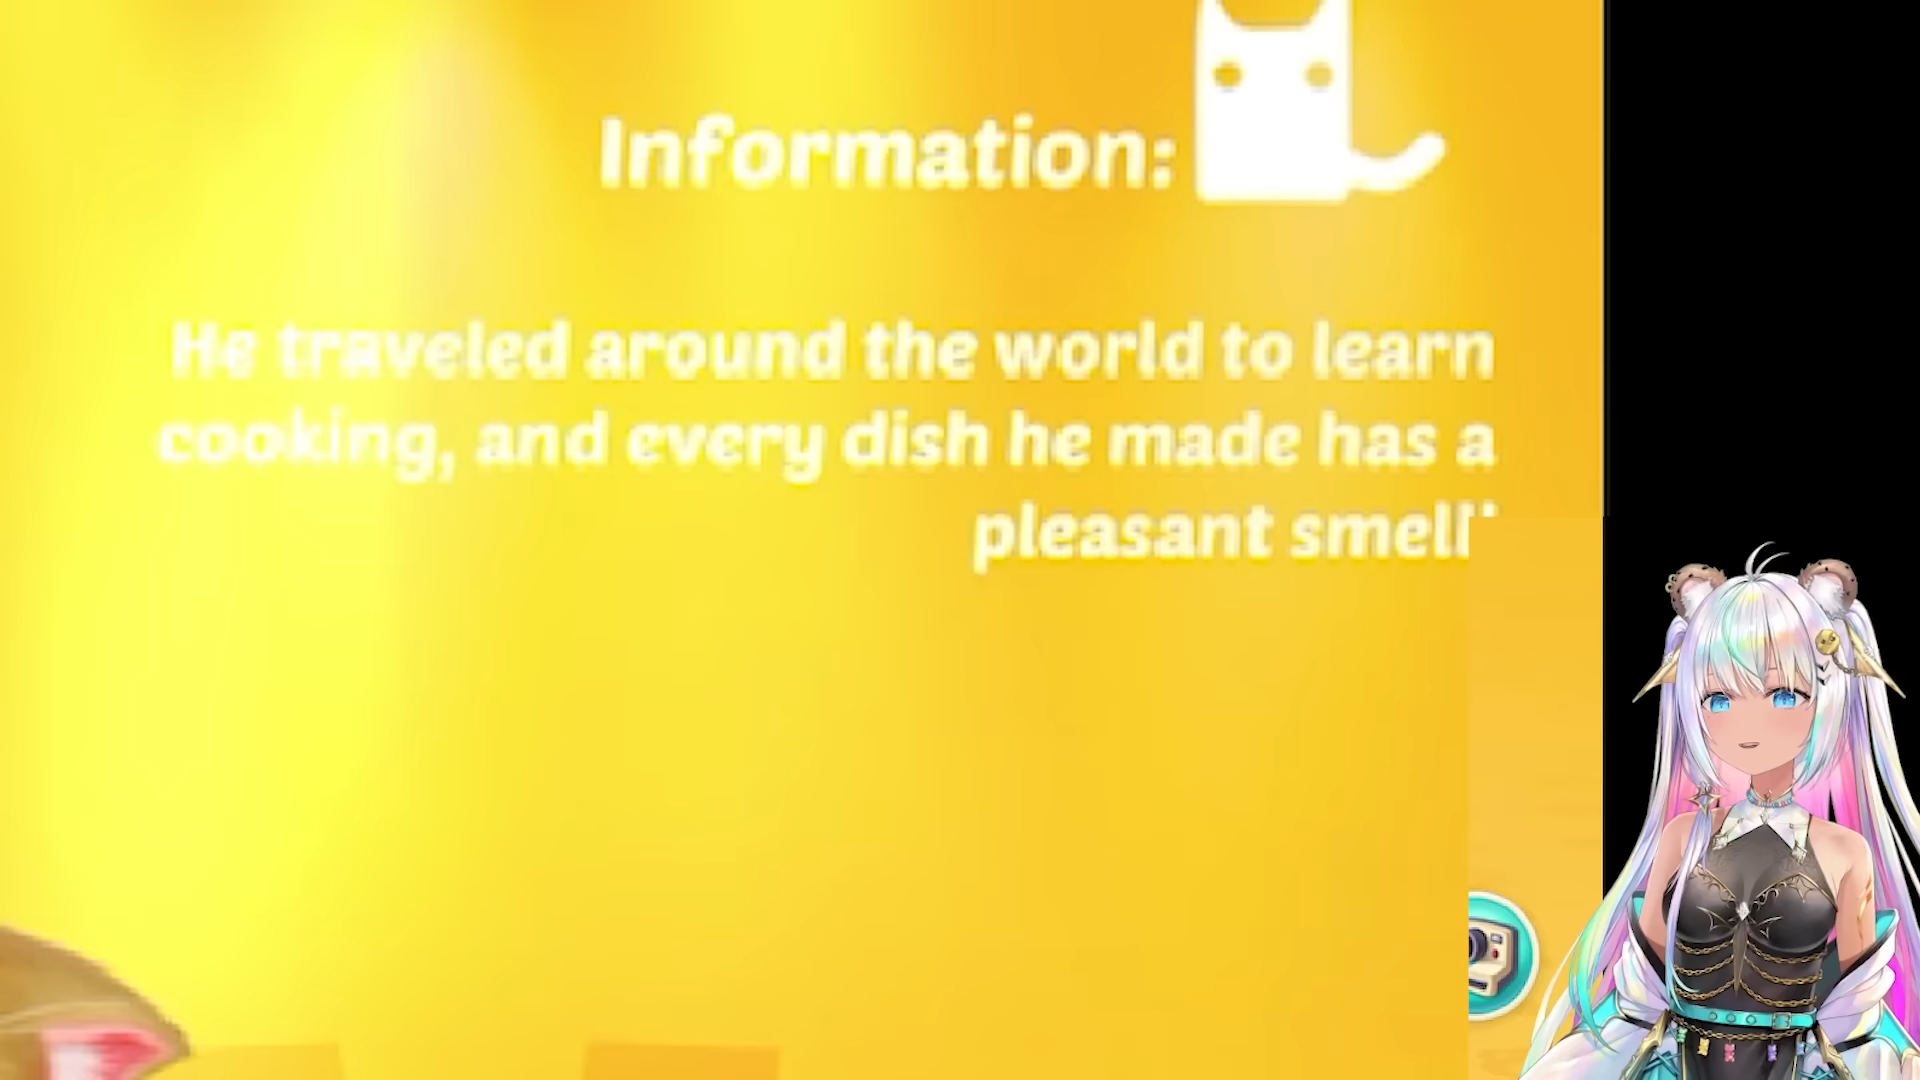 Information:
He traveled around the world to learn
cooking, and every dish he made has a
pleasant smell